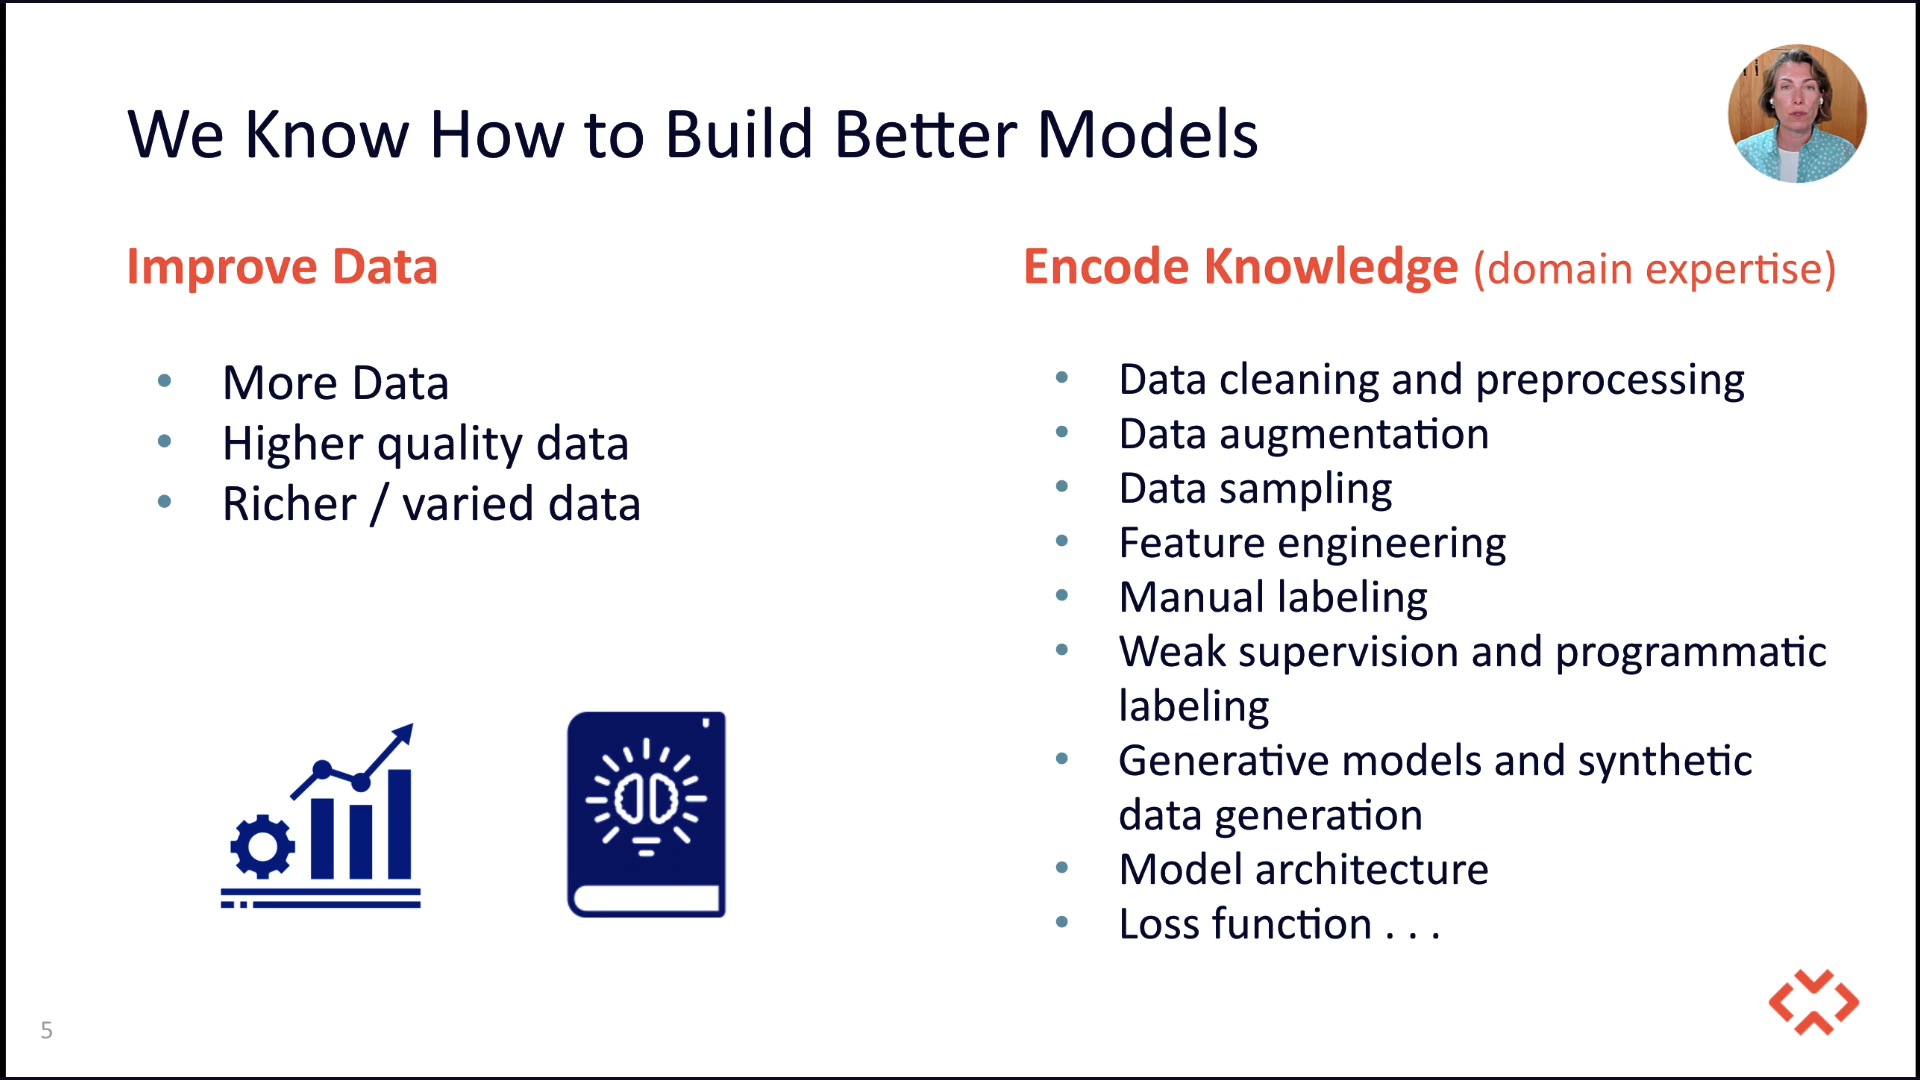 We Know How to Build Better Models
Improve Data
• More Data
• Higher quality data
• Richer / varied data
Encode Knowledge (domain expertise)
• Data cleaning and preprocessing
• Data augmentation
• Data sampling
• Feature engineering
• Manual labeling
• Weak supervision and programmatic
labeling
• Generative models and synthetic
data generation
• Model architecture
• Loss function . . .
5